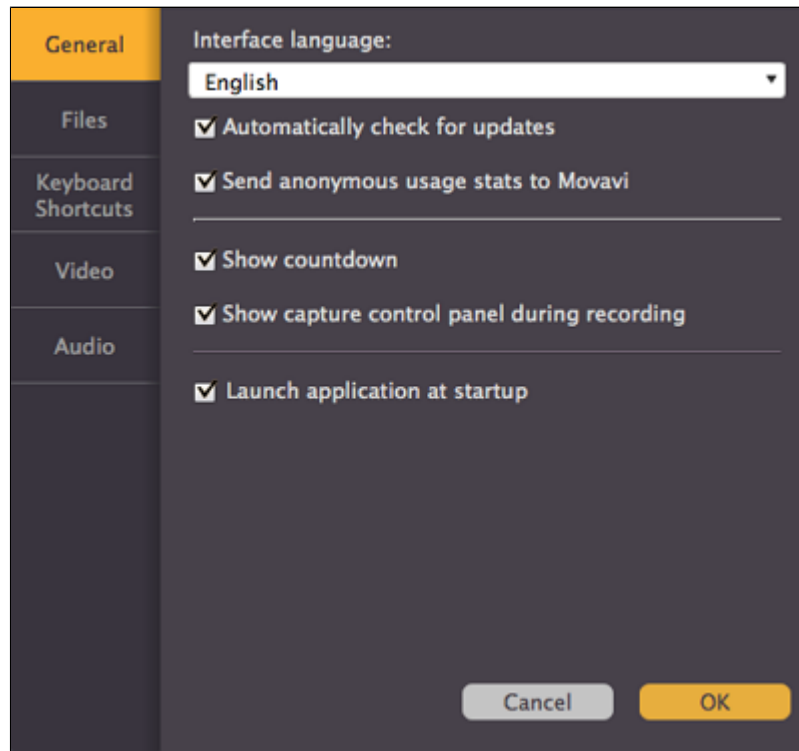 General
Files
Keyboard
Shortcuts
Video
Audio
Interface language:
English
Automatically check for updates
Send anonymous usage stats to Movavi
Show countdown
Show capture control panel during recording
Launch application at startup
Cancel
OK